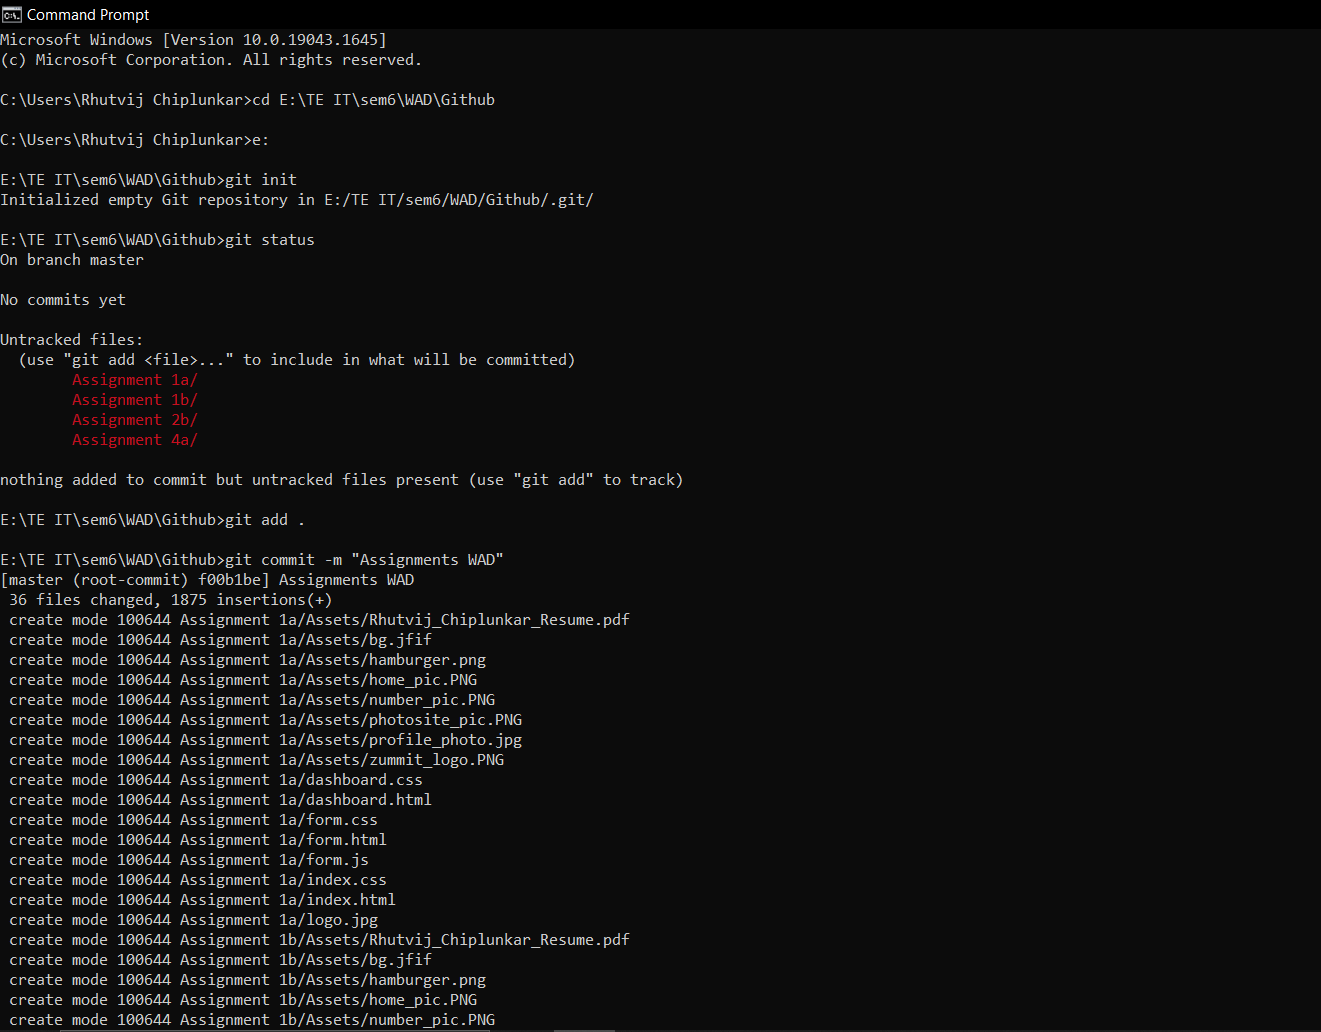 Command Prompt
Microsoft Windows [Version 10.0.19043.1645]
(c) Microsoft Corporation. All rights reserved.
C:\Users\Rhutvij Chiplunkar>cd E:\TE IT\sem6\WAD\Github
C:\Users\Rhutvij Chiplunkar>e:
E:\TE IT\sem6\WAD\Github>git init
Initialized empty Git repository in E:/TE IT/sem6/WAD/Github/.git/
E:\TE IT\sem6\WAD\Github>git status
On branch master
No commits yet
Untracked files:
  (use "git add <file>..." to include in what will be committed)
        Assignment 1a/
        Assignment 1b/
        Assignment 2b/
        Assignment 4a/
nothing added to commit but untracked files present (use "git add" to track)
E:\TE IT\sem6\WAD\Github>git add .
E:\TE IT\sem6\WAD\Github>git commit -m "Assignments WAD"
[master (root-commit) f00b1be] Assignments WAD
 36 files changed, 1875 insertions(+)
 create mode 100644 Assignment 1a/Assets/Rhutvij_Chiplunkar_Resume.pdf
 create mode 100644 Assignment 1a/Assets/bg.jfif
 create mode 100644 Assignment 1a/Assets/hamburger.png
 create mode 100644 Assignment 1a/Assets/home_pic.PNG
 create mode 100644 Assignment 1a/Assets/number_pic.PNG
 create mode 100644 Assignment 1a/Assets/photosite_pic.PNG
 create mode 100644 Assignment 1a/Assets/profile_photo.jpg
 create mode 100644 Assignment 1a/Assets/zummit_logo.PNG
 create mode 100644 Assignment 1a/dashboard.css
 create mode 100644 Assignment 1a/dashboard.html
 create mode 100644 Assignment 1a/form.css
 create mode 100644 Assignment 1a/form.html
 create mode 100644 Assignment 1a/form.js
 create mode 100644 Assignment 1a/index.css
 create mode 100644 Assignment 1a/index.html
 create mode 100644 Assignment 1a/logo.jpg
 create mode 100644 Assignment 1b/Assets/Rhutvij_Chiplunkar_Resume.pdf
 create mode 100644 Assignment 1b/Assets/bg.jfif
 create mode 100644 Assignment 1b/Assets/hamburger.png
 create mode 100644 Assignment 1b/Assets/home_pic.PNG
 create mode 100644 Assignment 1b/Assets/number_pic.PNG